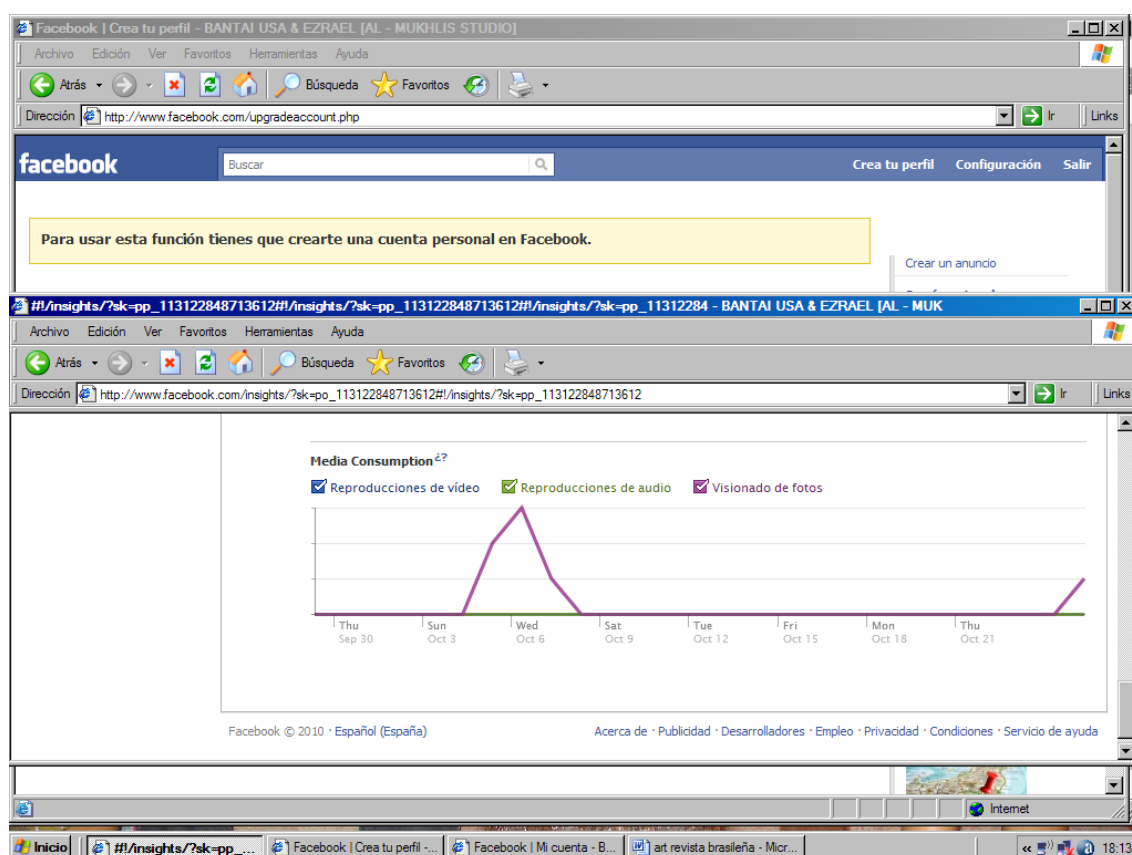 Facebook | Crea tu perfil - BANTAI USA & EZRAEL [AL - MUKHLIS STUDIO]
Archivo Edición Ver Favoritos Herramientas Ayuda
Atrás Búsqueda Favoritos
Dirección http://www.facebook.com/upgradeaccount.php Ir Links
facebook Buscar Crea tu perfil Configuración Salir
Para usar esta función tienes que crearte una cuenta personal en Facebook.
Crear un anuncio
#!/insights/?sk=pp_113122848713612#!/insights/?sk=pp_113122848713612#!/insights/?sk=pp_11312284 - BANTAI USA & EZRAEL [AL - MUK
Archivo Edición Ver Favoritos Herramientas Ayuda
Atrás Búsqueda Favoritos
Dirección http://www.facebook.com/insights/?sk=po_113122848713612#!/insights/?sk=pp_113122848713612 Ir Links
Media Consumption¿?
Reproducciones de vídeo Reproducciones de audio Visionado de fotos
Thu Sun Wed Sat Tue Fri Mon Thu
Sep 30 Oct 3 Oct 6 Oct 9 Oct 12 Oct 15 Oct 18 Oct 21
Facebook © 2010 · Español (España) Acerca de · Publicidad · Desarrolladores · Empleo · Privacidad · Condiciones · Servicio de ayuda
Internet
Inicio #!/insights/?sk=pp_... Facebook | Crea tu perfil -... Facebook | Mi cuenta - B... art revista brasileña - Micr... « 18:13